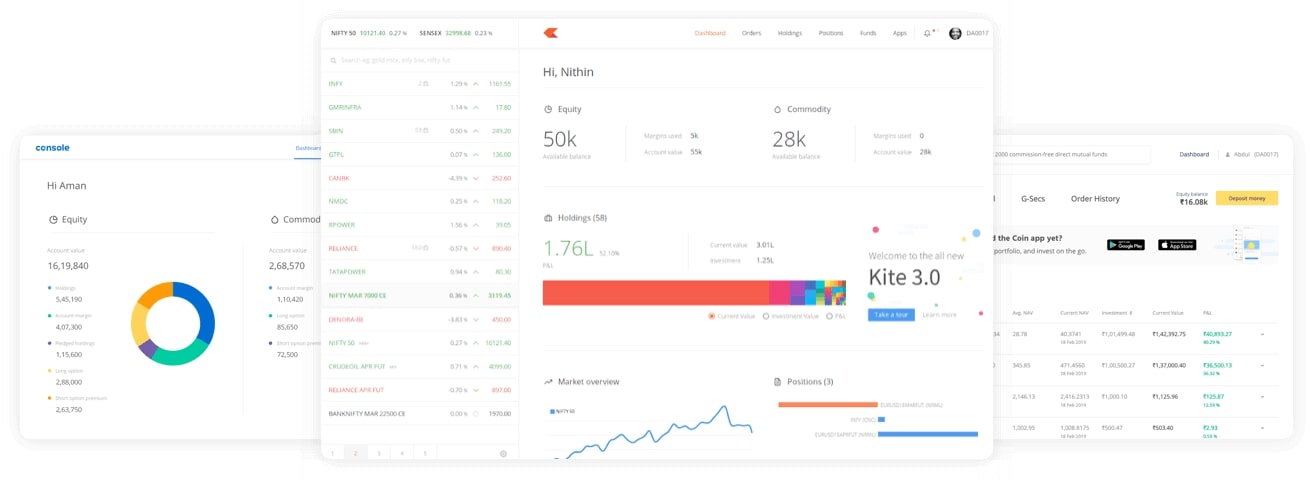 console
Dashboard
Hi Aman
Equity
Commod
Account value
16,19,840
Holdings
5,45,190
Account margin
4,07,300
Pledged holdings
1,15,600
Long option
2,88,000
Short option premium
2,63,750
Account value
2,68,570
Account margin
1,10,420
Long option
85,650
Short option prem
72,500
NIFTY 50 10121.40 0.27 % SENSEX 32998.68 0.23 %
Search eg: gold mcx, infy bse, nifty fut
INFY 1.29 % 1161.55
GMRINFRA 1.14 % 17.80
SBIN 0.50 % 249.20
GTPL 0.07 % 136.00
CANBK -4.39 % 252.60
NMDC 0.25 % 118.20
RPOWER 1.56 % 39.05
RELIANCE -0.57 % 890.40
TATAPOWER 0.94 % 80.30
NIFTY MAR 7000 CE 0.36 % 3119.45
DENORA-BE -3.83 % 450.00
NIFTY 50 0.27 % 10121.40
CRUDEOIL APR FUT 0.71 % 4099.00
RELIANCE APR FUT -0.70 % 897.00
BANKNIFTY MAR 22500 CE 0.00 % 1970.00
1 2 3 4 5
Dashboard Orders Holdings Positions Funds Apps DA0017
Hi, Nithin
Equity
50k
Available balance
Margins used 5k
Account value 55k
Commodity
28k
Available balance
Margins used 0
Account value 28k
Holdings (58)
1.76L 52.10%
P&L
Current value 3.01L
Investment 1.25L
Current Value Investment Value P&L
Welcome to the all new
Kite 3.0
Take a tour Learn more
Market overview
NIFTY 50
Positions (3)
2000 commission-free direct mutual funds
Dashboard Abdul (DA0017)
G-Secs Order History
Equity balance
₹16.08k
Deposit money
d the Coin app yet?
portfolio, and invest on the go.
Google Play
App Store
Avg. NAV Current NAV Investment Current Value P&L
28.78 40.3741 ₹1,01,499.48 ₹1,42,392.75 ₹40,893.27
18 Feb 2019 40.29 %
345.85 471.4560 ₹1,00,500.27 ₹1,37,000.40 ₹36,500.13
18 Feb 2019 36.32 %
2,146.13 2,416.2313 ₹1,000.10 ₹1,125.96 ₹125.87
18 Feb 2019 12.59 %
1,002.95 1,008.8175 ₹500.47 ₹503.40 ₹2.93
18 Feb 2019 0.59 %